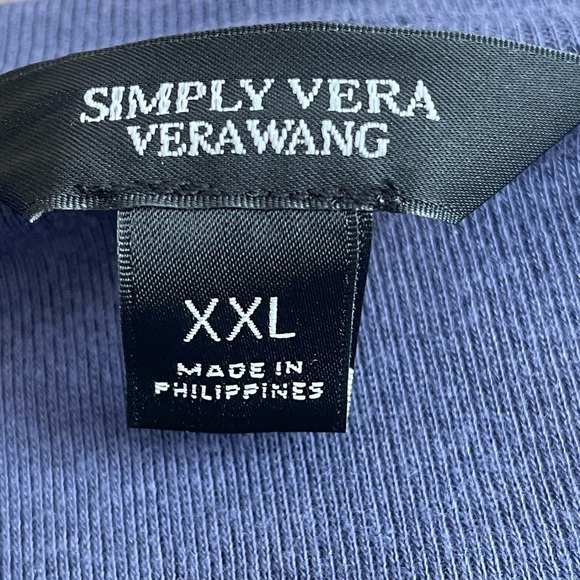 SIMPLY VERA
VERAWANG
XXL
MADE IN
PHILIPPINES